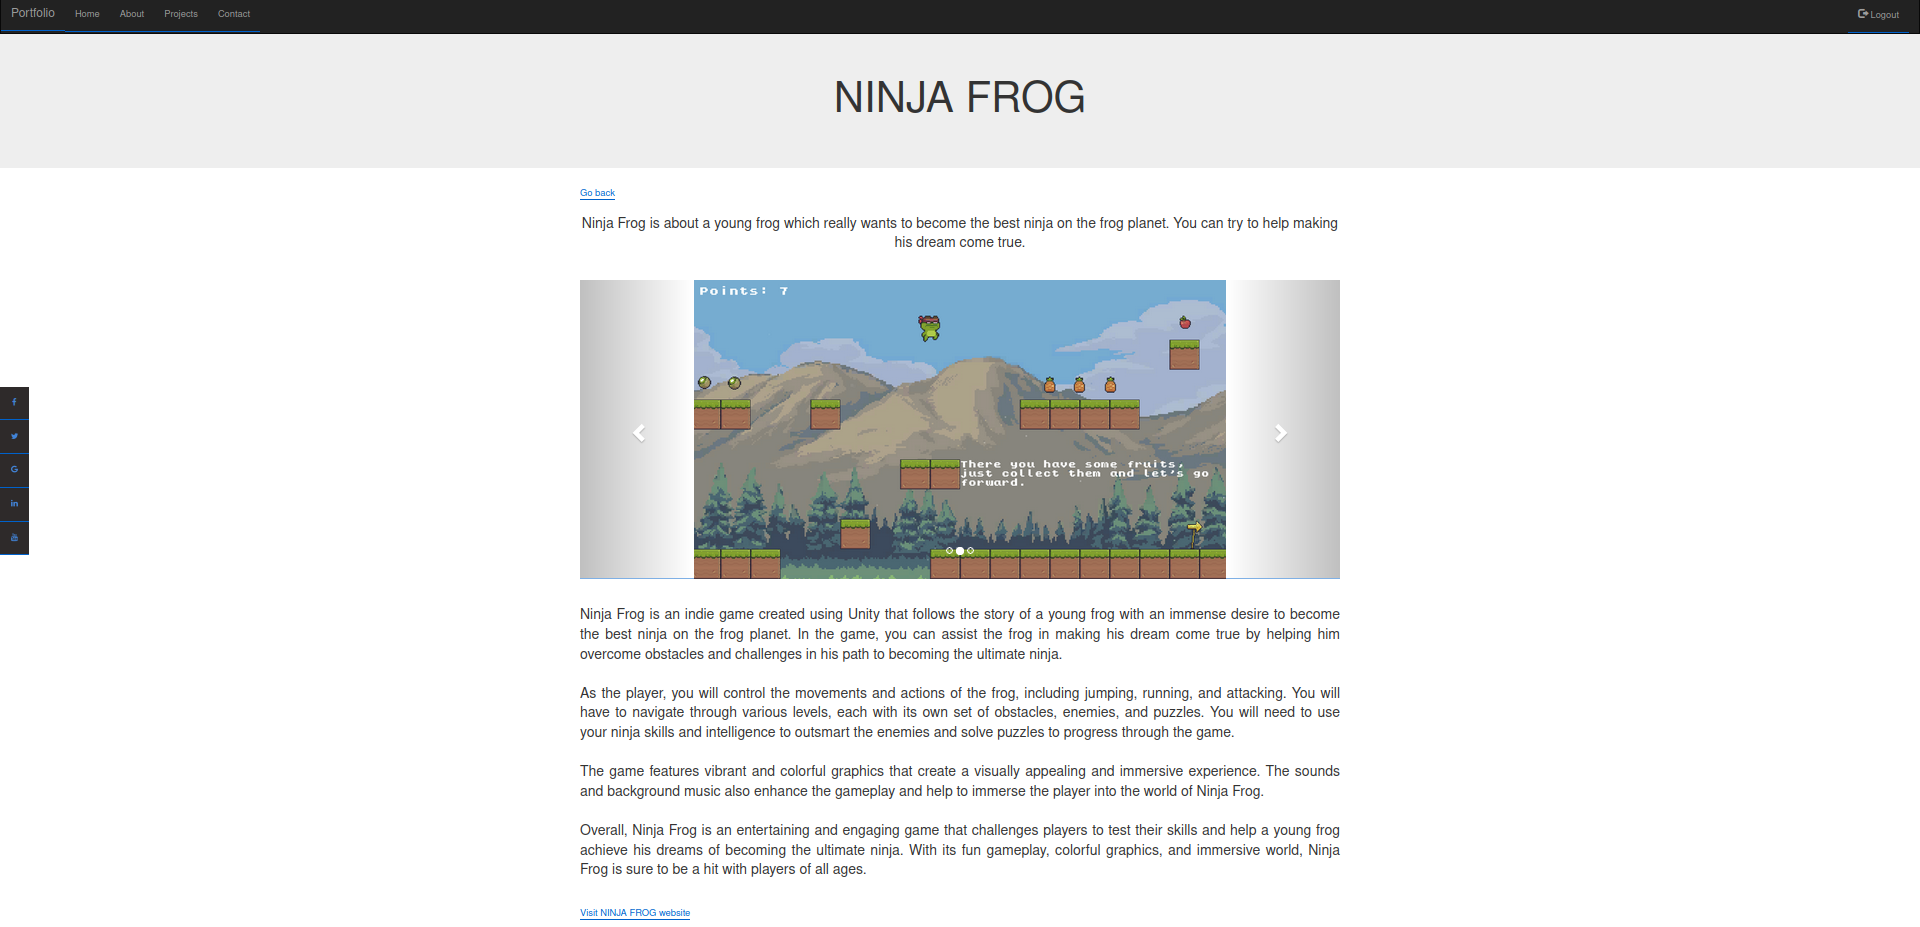 Portfolio Home About Projects Contact Logout
NINJA FROG
Go back
Ninja Frog is about a young frog which really wants to become the best ninja on the frog planet. You can try to help making
his dream come true.
Points: 7
There you have some fruits,
just collect them and let's go
forward.
Ninja Frog is an indie game created using Unity that follows the story of a young frog with an immense desire to become
the best ninja on the frog planet. In the game, you can assist the frog in making his dream come true by helping him
overcome obstacles and challenges in his path to becoming the ultimate ninja.
As the player, you will control the movements and actions of the frog, including jumping, running, and attacking. You will
have to navigate through various levels, each with its own set of obstacles, enemies, and puzzles. You will need to use
your ninja skills and intelligence to outsmart the enemies and solve puzzles to progress through the game.
The game features vibrant and colorful graphics that create a visually appealing and immersive experience. The sounds
and background music also enhance the gameplay and help to immerse the player into the world of Ninja Frog.
Overall, Ninja Frog is an entertaining and engaging game that challenges players to test their skills and help a young frog
achieve his dreams of becoming the ultimate ninja. With its fun gameplay, colorful graphics, and immersive world, Ninja
Frog is sure to be a hit with players of all ages.
Visit NINJA FROG website